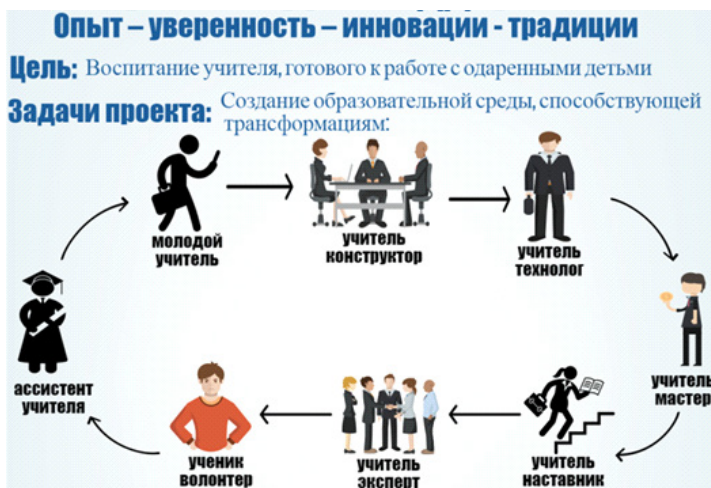 Опыт – уверенность – инновации - традиции
Цель: Воспитание учителя, готового к работе с одаренными детьми
Задачи проекта: Создание образовательной среды, способствующей
трансформациям:
молодой
учитель
учитель
конструктор
учитель
технолог
учитель
мастер
учитель
наставник
учитель
эксперт
ученик
волонтер
ассистент
учителя